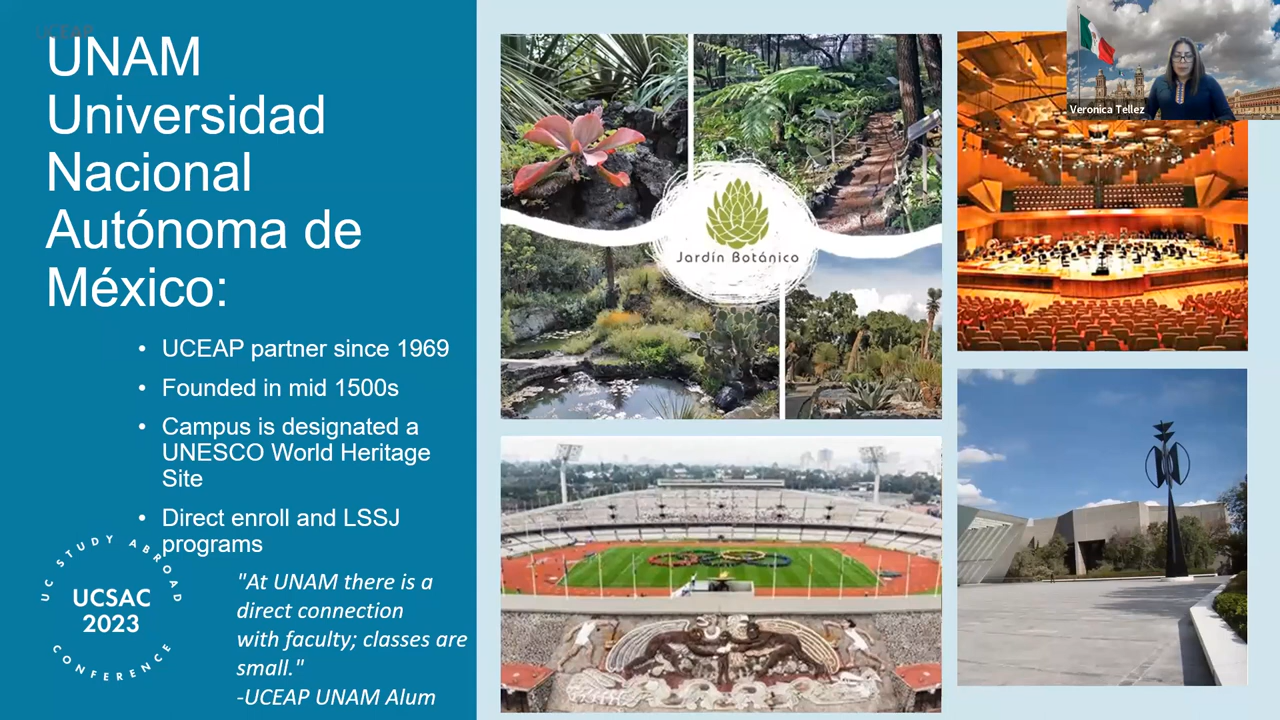 UCEAP
UNAM
Universidad
Nacional
Autónoma de
México:
• UCEAP partner since 1969
• Founded in mid 1500s
• Campus is designated a
UNESCO World Heritage
Site
• Direct enroll and LSSJ
programs
"At UNAM there is a
direct connection
with faculty; classes are
small."
-UCEAP UNAM Alum
UC STUDY ABROAD
UCSAC
2023
CONFERENCE
Jardín Botánico
Veronica Tellez